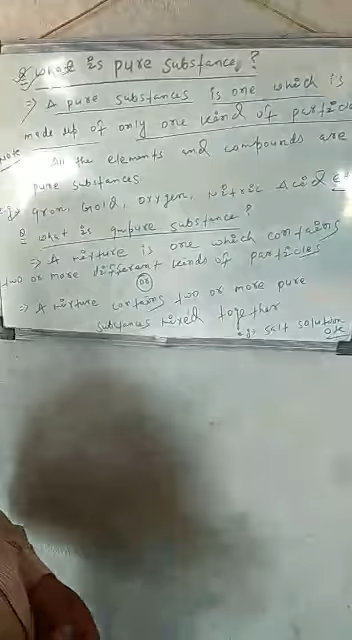 Q what is pure substance?
⇒ A pure substances is one which is
made up of only one kind of particle
Note All the elements and compounds are
pure substances.
e.g> Iron, Gold, oxygen, Nitric Acid etc
Q what is Impure substance?
⇒ A mixture is one which contains
two or more different kinds of particles
(OR)
⇒ A mixture contains two or more pure
substances mixed together
e.g; salt solution